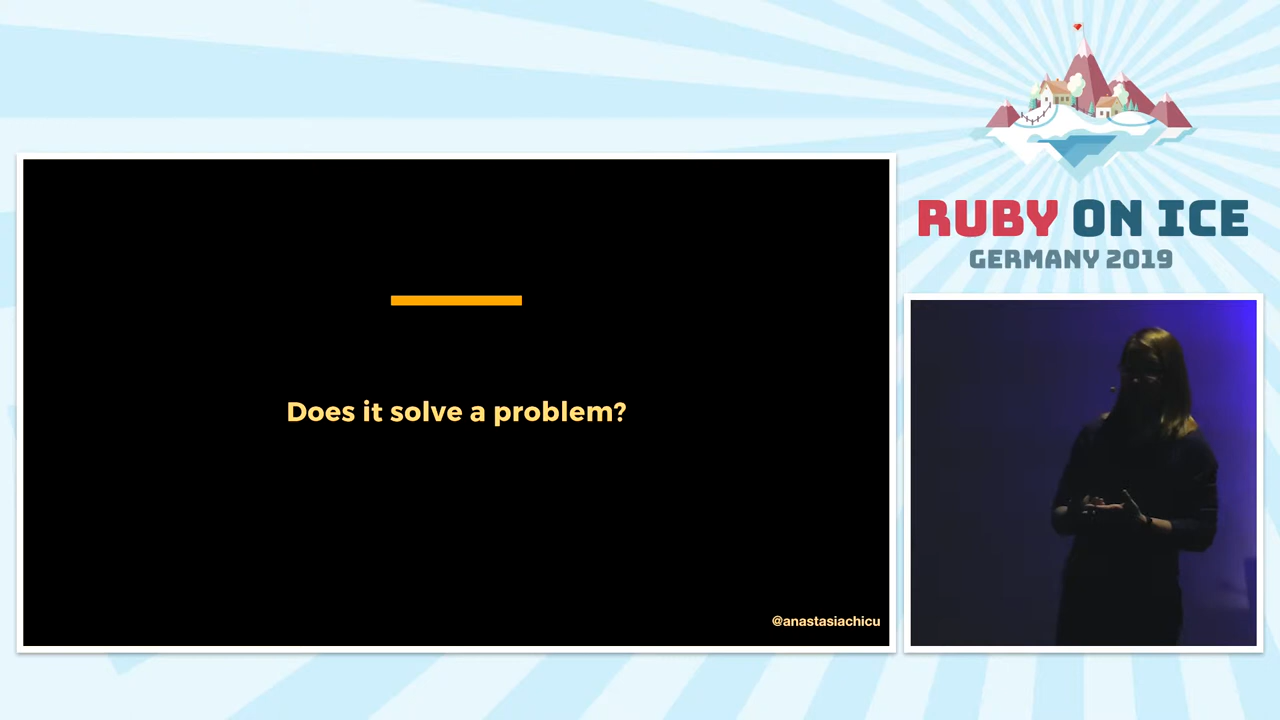 RUBY ON ICE
GERMANY 2019
Does it solve a problem?
@anastasiachicu